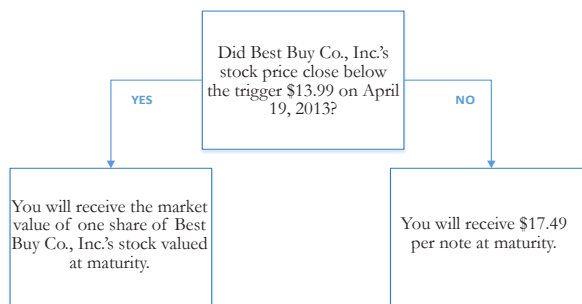 Did Best Buy Co., Inc.'s
stock price close below
the trigger $13.99 on April
19, 2013?
YES
NO
You will receive the market
value of one share of Best
Buy Co., Inc.'s stock valued
at maturity.
You will receive $17.49
per note at maturity.